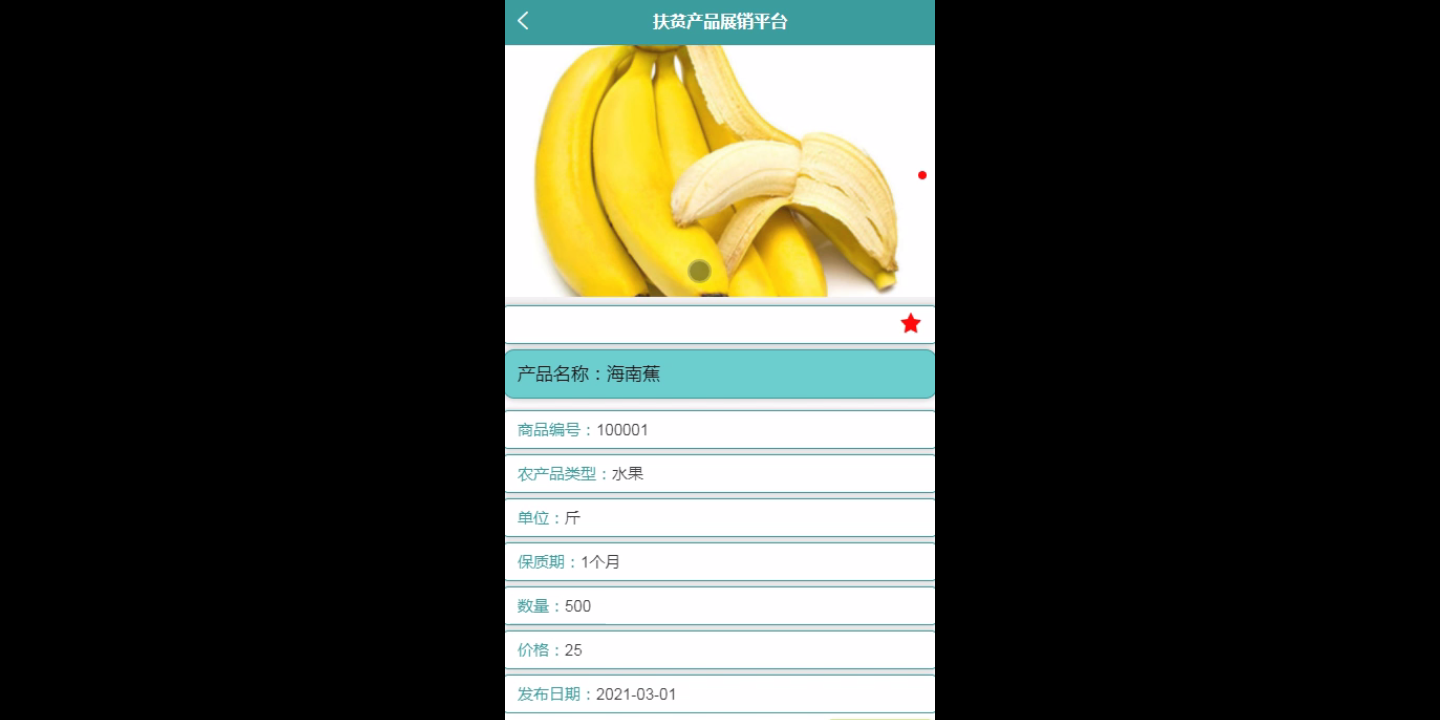 扶贫产品展销平台
产品名称：海南蕉
商品编号：100001
农产品类型：水果
单位：斤
保质期：1个月
数量：500
价格：25
发布日期：2021-03-01